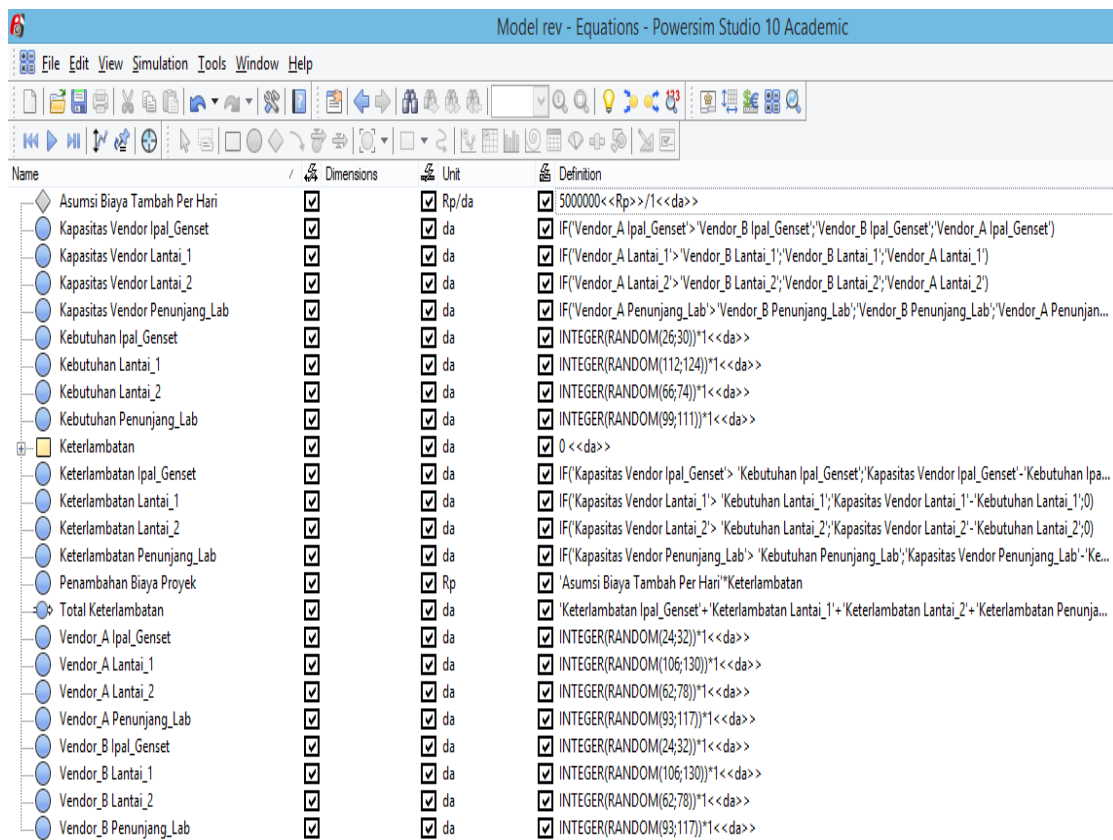 Model rev - Equations - Powersim Studio 10 Academic
File Edit View Simulation Tools Window Help
Name / Dimensions Unit Definition
Asumsi Biaya Tambah Per Hari Rp/da 5000000<<Rp>>/1<<da>>
Kapasitas Vendor Ipal_Genset da IF('Vendor_A Ipal_Genset'>'Vendor_B Ipal_Genset';'Vendor_B Ipal_Genset';'Vendor_A Ipal_Genset')
Kapasitas Vendor Lantai_1 da IF('Vendor_A Lantai_1'>'Vendor_B Lantai_1';'Vendor_B Lantai_1';'Vendor_A Lantai_1')
Kapasitas Vendor Lantai_2 da IF('Vendor_A Lantai_2'>'Vendor_B Lantai_2';'Vendor_B Lantai_2';'Vendor_A Lantai_2')
Kapasitas Vendor Penunjang_Lab da IF('Vendor_A Penunjang_Lab'>'Vendor_B Penunjang_Lab';'Vendor_B Penunjang_Lab';'Vendor_A Penunjan...
Kebutuhan Ipal_Genset da INTEGER(RANDOM(26;30))*1<<da>>
Kebutuhan Lantai_1 da INTEGER(RANDOM(112;124))*1<<da>>
Kebutuhan Lantai_2 da INTEGER(RANDOM(66;74))*1<<da>>
Kebutuhan Penunjang_Lab da INTEGER(RANDOM(99;111))*1<<da>>
Keterlambatan da 0 <<da>>
Keterlambatan Ipal_Genset da IF('Kapasitas Vendor Ipal_Genset'> 'Kebutuhan Ipal_Genset';'Kapasitas Vendor Ipal_Genset'-'Kebutuhan Ipa...
Keterlambatan Lantai_1 da IF('Kapasitas Vendor Lantai_1'> 'Kebutuhan Lantai_1';'Kapasitas Vendor Lantai_1'-'Kebutuhan Lantai_1';0)
Keterlambatan Lantai_2 da IF('Kapasitas Vendor Lantai_2'> 'Kebutuhan Lantai_2';'Kapasitas Vendor Lantai_2'-'Kebutuhan Lantai_2';0)
Keterlambatan Penunjang_Lab da IF('Kapasitas Vendor Penunjang_Lab'> 'Kebutuhan Penunjang_Lab';'Kapasitas Vendor Penunjang_Lab'-'Ke...
Penambahan Biaya Proyek Rp 'Asumsi Biaya Tambah Per Hari'*Keterlambatan
Total Keterlambatan da 'Keterlambatan Ipal_Genset'+'Keterlambatan Lantai_1'+'Keterlambatan Lantai_2'+'Keterlambatan Penunja...
Vendor_A Ipal_Genset da INTEGER(RANDOM(24;32))*1<<da>>
Vendor_A Lantai_1 da INTEGER(RANDOM(106;130))*1<<da>>
Vendor_A Lantai_2 da INTEGER(RANDOM(62;78))*1<<da>>
Vendor_A Penunjang_Lab da INTEGER(RANDOM(93;117))*1<<da>>
Vendor_B Ipal_Genset da INTEGER(RANDOM(24;32))*1<<da>>
Vendor_B Lantai_1 da INTEGER(RANDOM(106;130))*1<<da>>
Vendor_B Lantai_2 da INTEGER(RANDOM(62;78))*1<<da>>
Vendor_B Penunjang_Lab da INTEGER(RANDOM(93;117))*1<<da>>